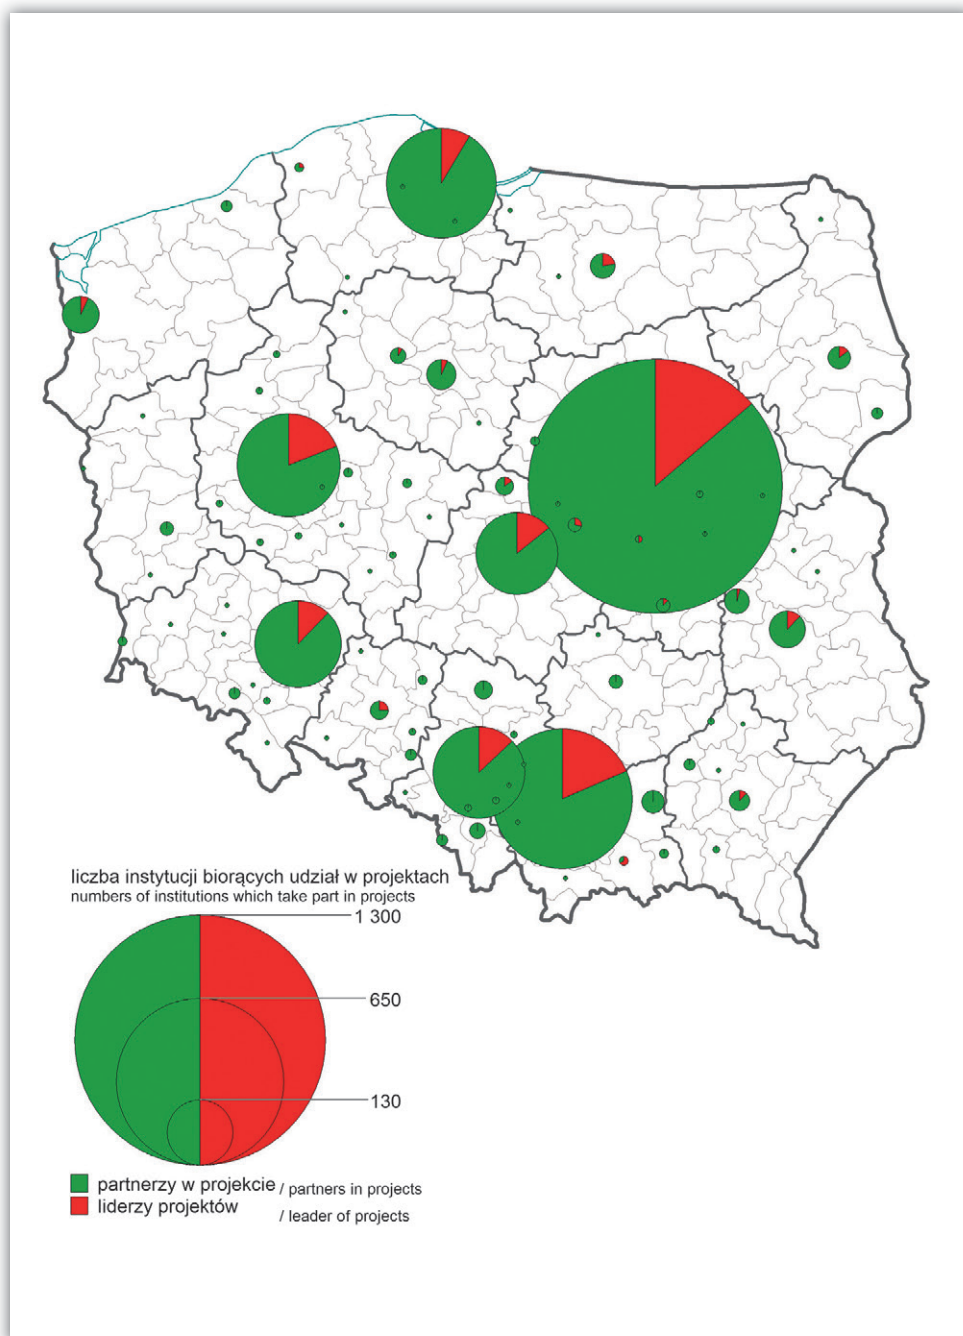 liczba instytucji biorących udział w projektach
numbers of institutions which take part in projects
1 300
650
130
partnerzy w projekcie / partners in projects
liderzy projektów / leader of projects